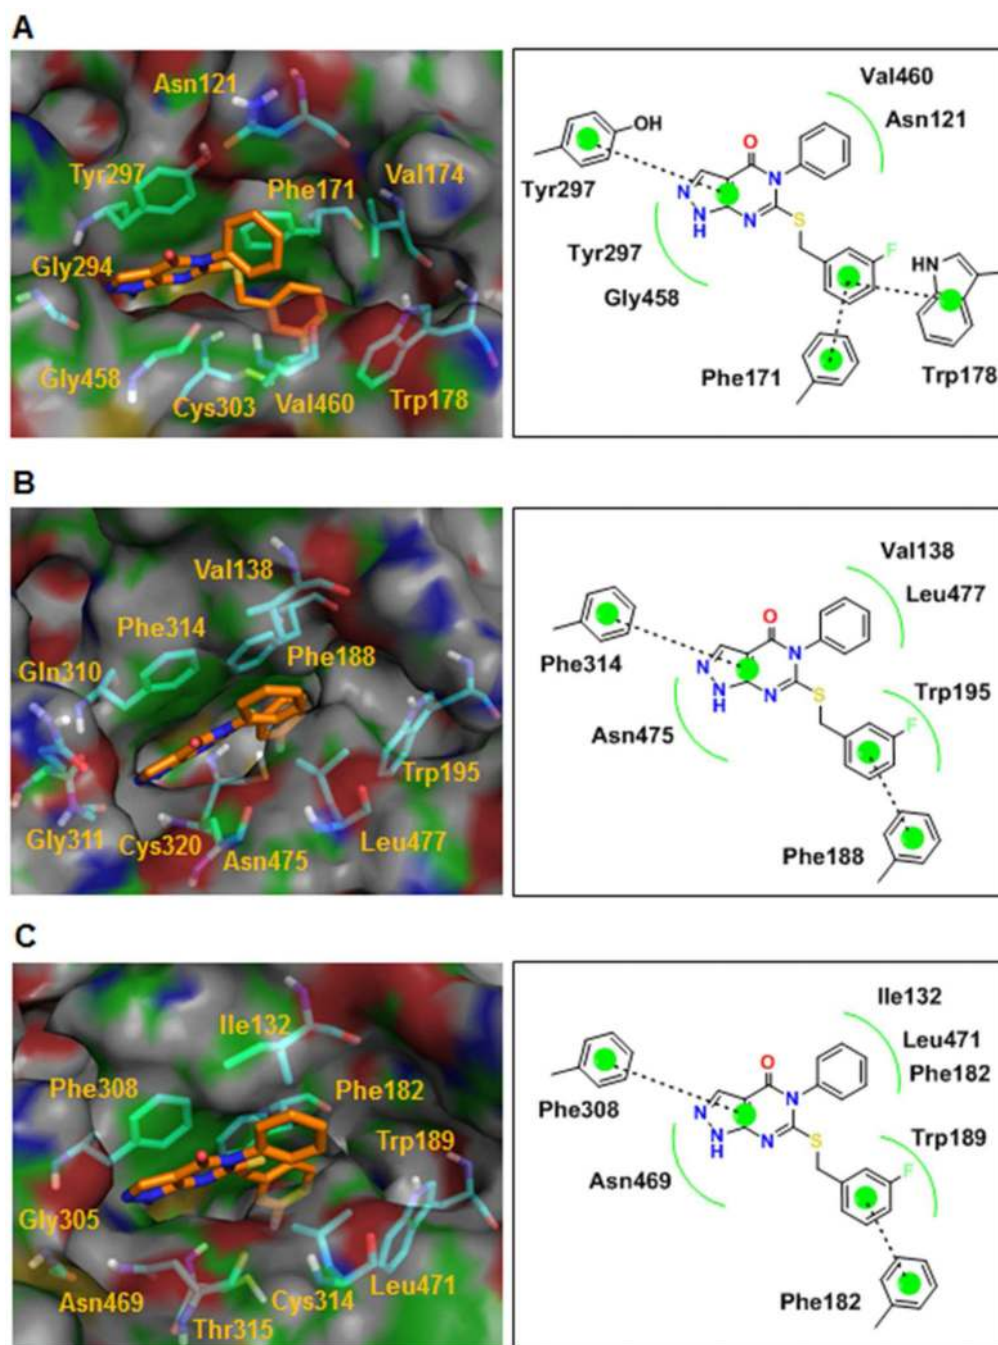 A
Asn121
Tyr297
Phe171
Val174
Gly294
Gly458
Cys303
Val460
Trp178
Val460
Asn121
OH
O
Tyr297
N
N
N
H
N
S
Tyr297
F
HN
Gly458
Phe171
Trp178
B
Val138
Phe314
Phe188
Gln310
Trp195
Gly311
Cys320
Asn475
Leu477
Val138
Leu477
O
Phe314
N
N
N
H
N
S
Trp195
Asn475
F
Phe188
C
Ile132
Phe308
Phe182
Trp189
Gly305
Asn469
Cys314
Leu471
Thr315
Ile132
Leu471
Phe182
O
Phe308
N
N
N
H
N
S
Trp189
Asn469
F
Phe182